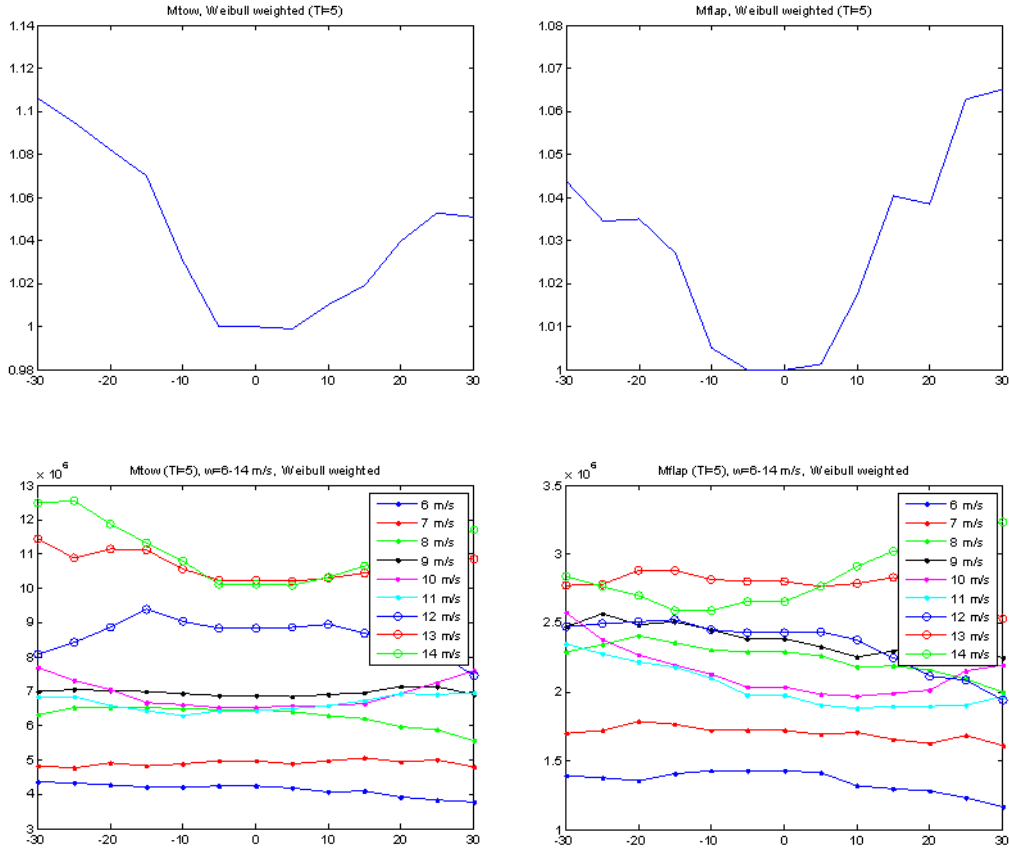 Mtow, Weibull weighted (TI=5)
1.14
1.12
1.1
1.08
1.06
1.04
1.02
1
0.98
-30 -20 -10 0 10 20 30
Mflap, Weibull weighted (TI=5)
1.08
1.07
1.06
1.05
1.04
1.03
1.02
1.01
1
-30 -20 -10 0 10 20 30
× 10^6
Mtow (TI=5), w=6-14 m/s, Weibull weighted
13
12
11
10
9
8
7
6
5
4
3
-30 -20 -10 0 10 20 30
6 m/s
7 m/s
8 m/s
9 m/s
10 m/s
11 m/s
12 m/s
13 m/s
14 m/s
× 10^6
Mflap (TI=5), w=6-14 m/s, Weibull weighted
3.5
3
2.5
2
1.5
1
-30 -20 -10 0 10 20 30
6 m/s
7 m/s
8 m/s
9 m/s
10 m/s
11 m/s
12 m/s
13 m/s
14 m/s